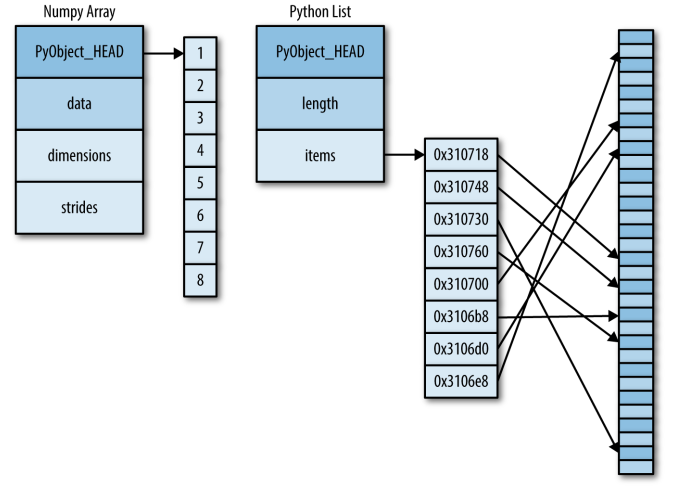 Numpy Array
PyObject_HEAD
data
dimensions
strides
1
2
3
4
5
6
7
8
Python List
PyObject_HEAD
length
items
0x310718
0x310748
0x310730
0x310760
0x310700
0x3106b8
0x3106d0
0x3106e8